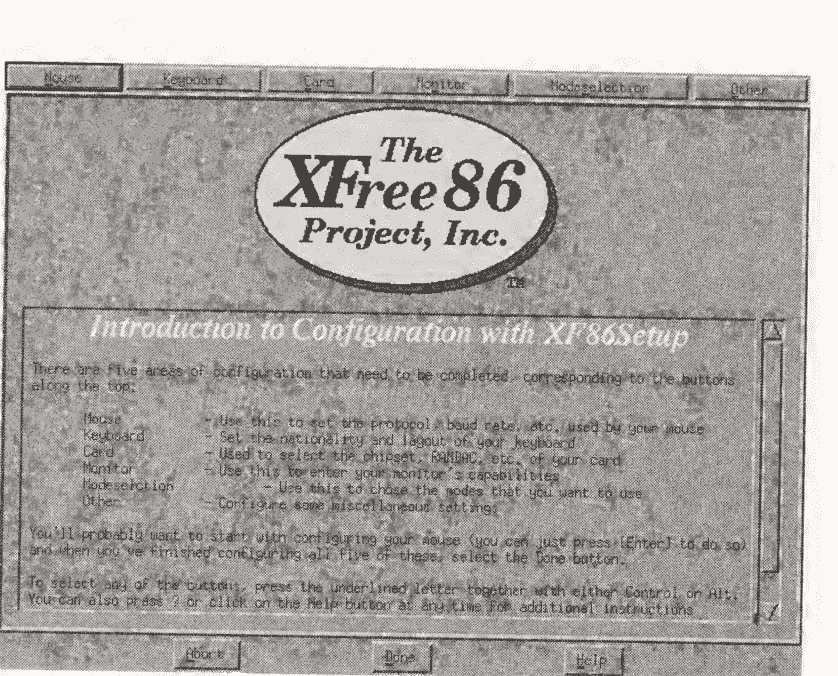 Mouse Keyboard Card Monitor Modeselection Other
The
XFree86
Project, Inc.
TM
Introduction to Configuration with XF86Setup
There are five areas of configuration that need to be completed, corresponding to the buttons
along the top:
Mouse - Use this to set the protocol, baud rate, etc. used by your mouse
Keyboard - Set the nationality and layout of your keyboard
Card - Used to select the chipset, RAMDAC, etc. of your card
Monitor - Use this to enter your monitor's capabilities
Modeselction - Use this to chose the modes that you want to use
Other - Configure some miscellaneous settings
You'll probably want to start with configuring your mouse (you can just press [Enter] to do so)
and when you've finished configuring all five of these, select the Done button.
To select any of the buttons, press the underlined letter together with either Control or Alt.
You can also press ? or click on the Help button at any time for additional instructions
Abort Done Help